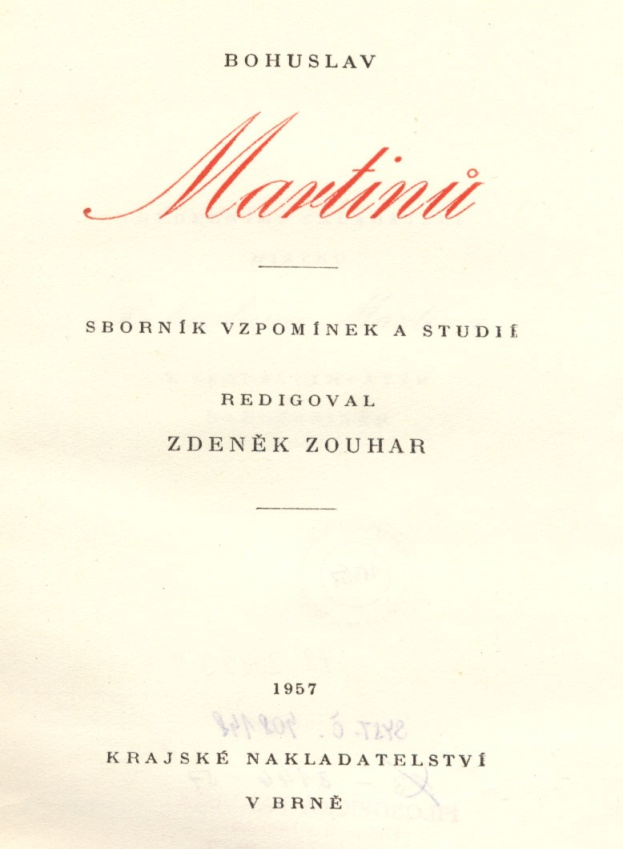 BOHUSLAV
Martinů
SBORNÍK VZPOMÍNEK A STUDIÍ
REDIGOVAL
ZDENĚK ZOUHAR
1957
KRAJSKÉ NAKLADATELSTVÍ
V BRNĚ